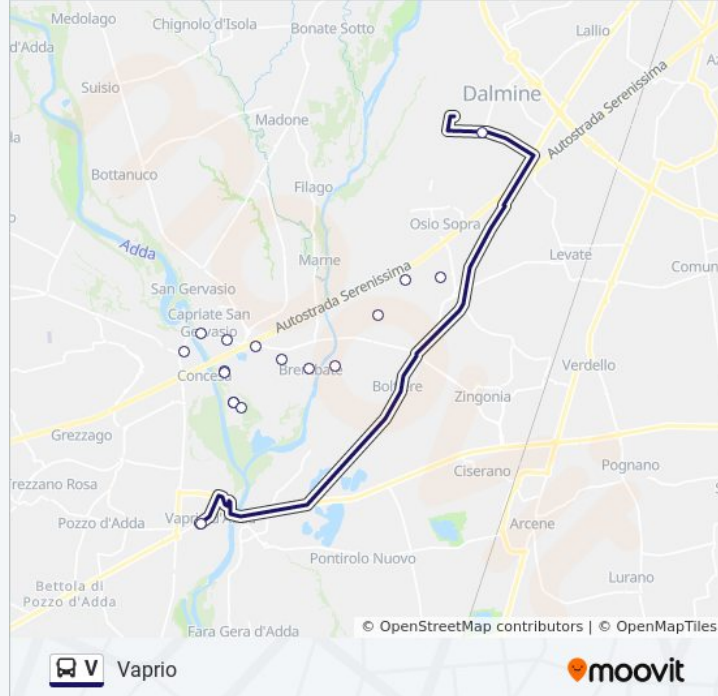 Medolago
Chignolo d'Isola
Bonate Sotto
Lallio
d'Adda
Suisio
Dalmine
Autostrada Serenissima
Madone
Bottanuco
Filago
Osio Sopra
Adda
Marne
Levate
Comun
San Gervasio
Autostrada Serenissima
Capriate San
Gervasio
Concesa
Brembate
Verdello
Zingonia
Grezzago
Ciserano
Pognano
Trezzano Rosa
Pozzo d'Adda
Arcene
Pontirolo Nuovo
Lurano
Bettola di
Pozzo d'Adda
Fara Gera d'Adda
© OpenStreetMap contributors | © OpenMapTiles
V Vaprio
moovit